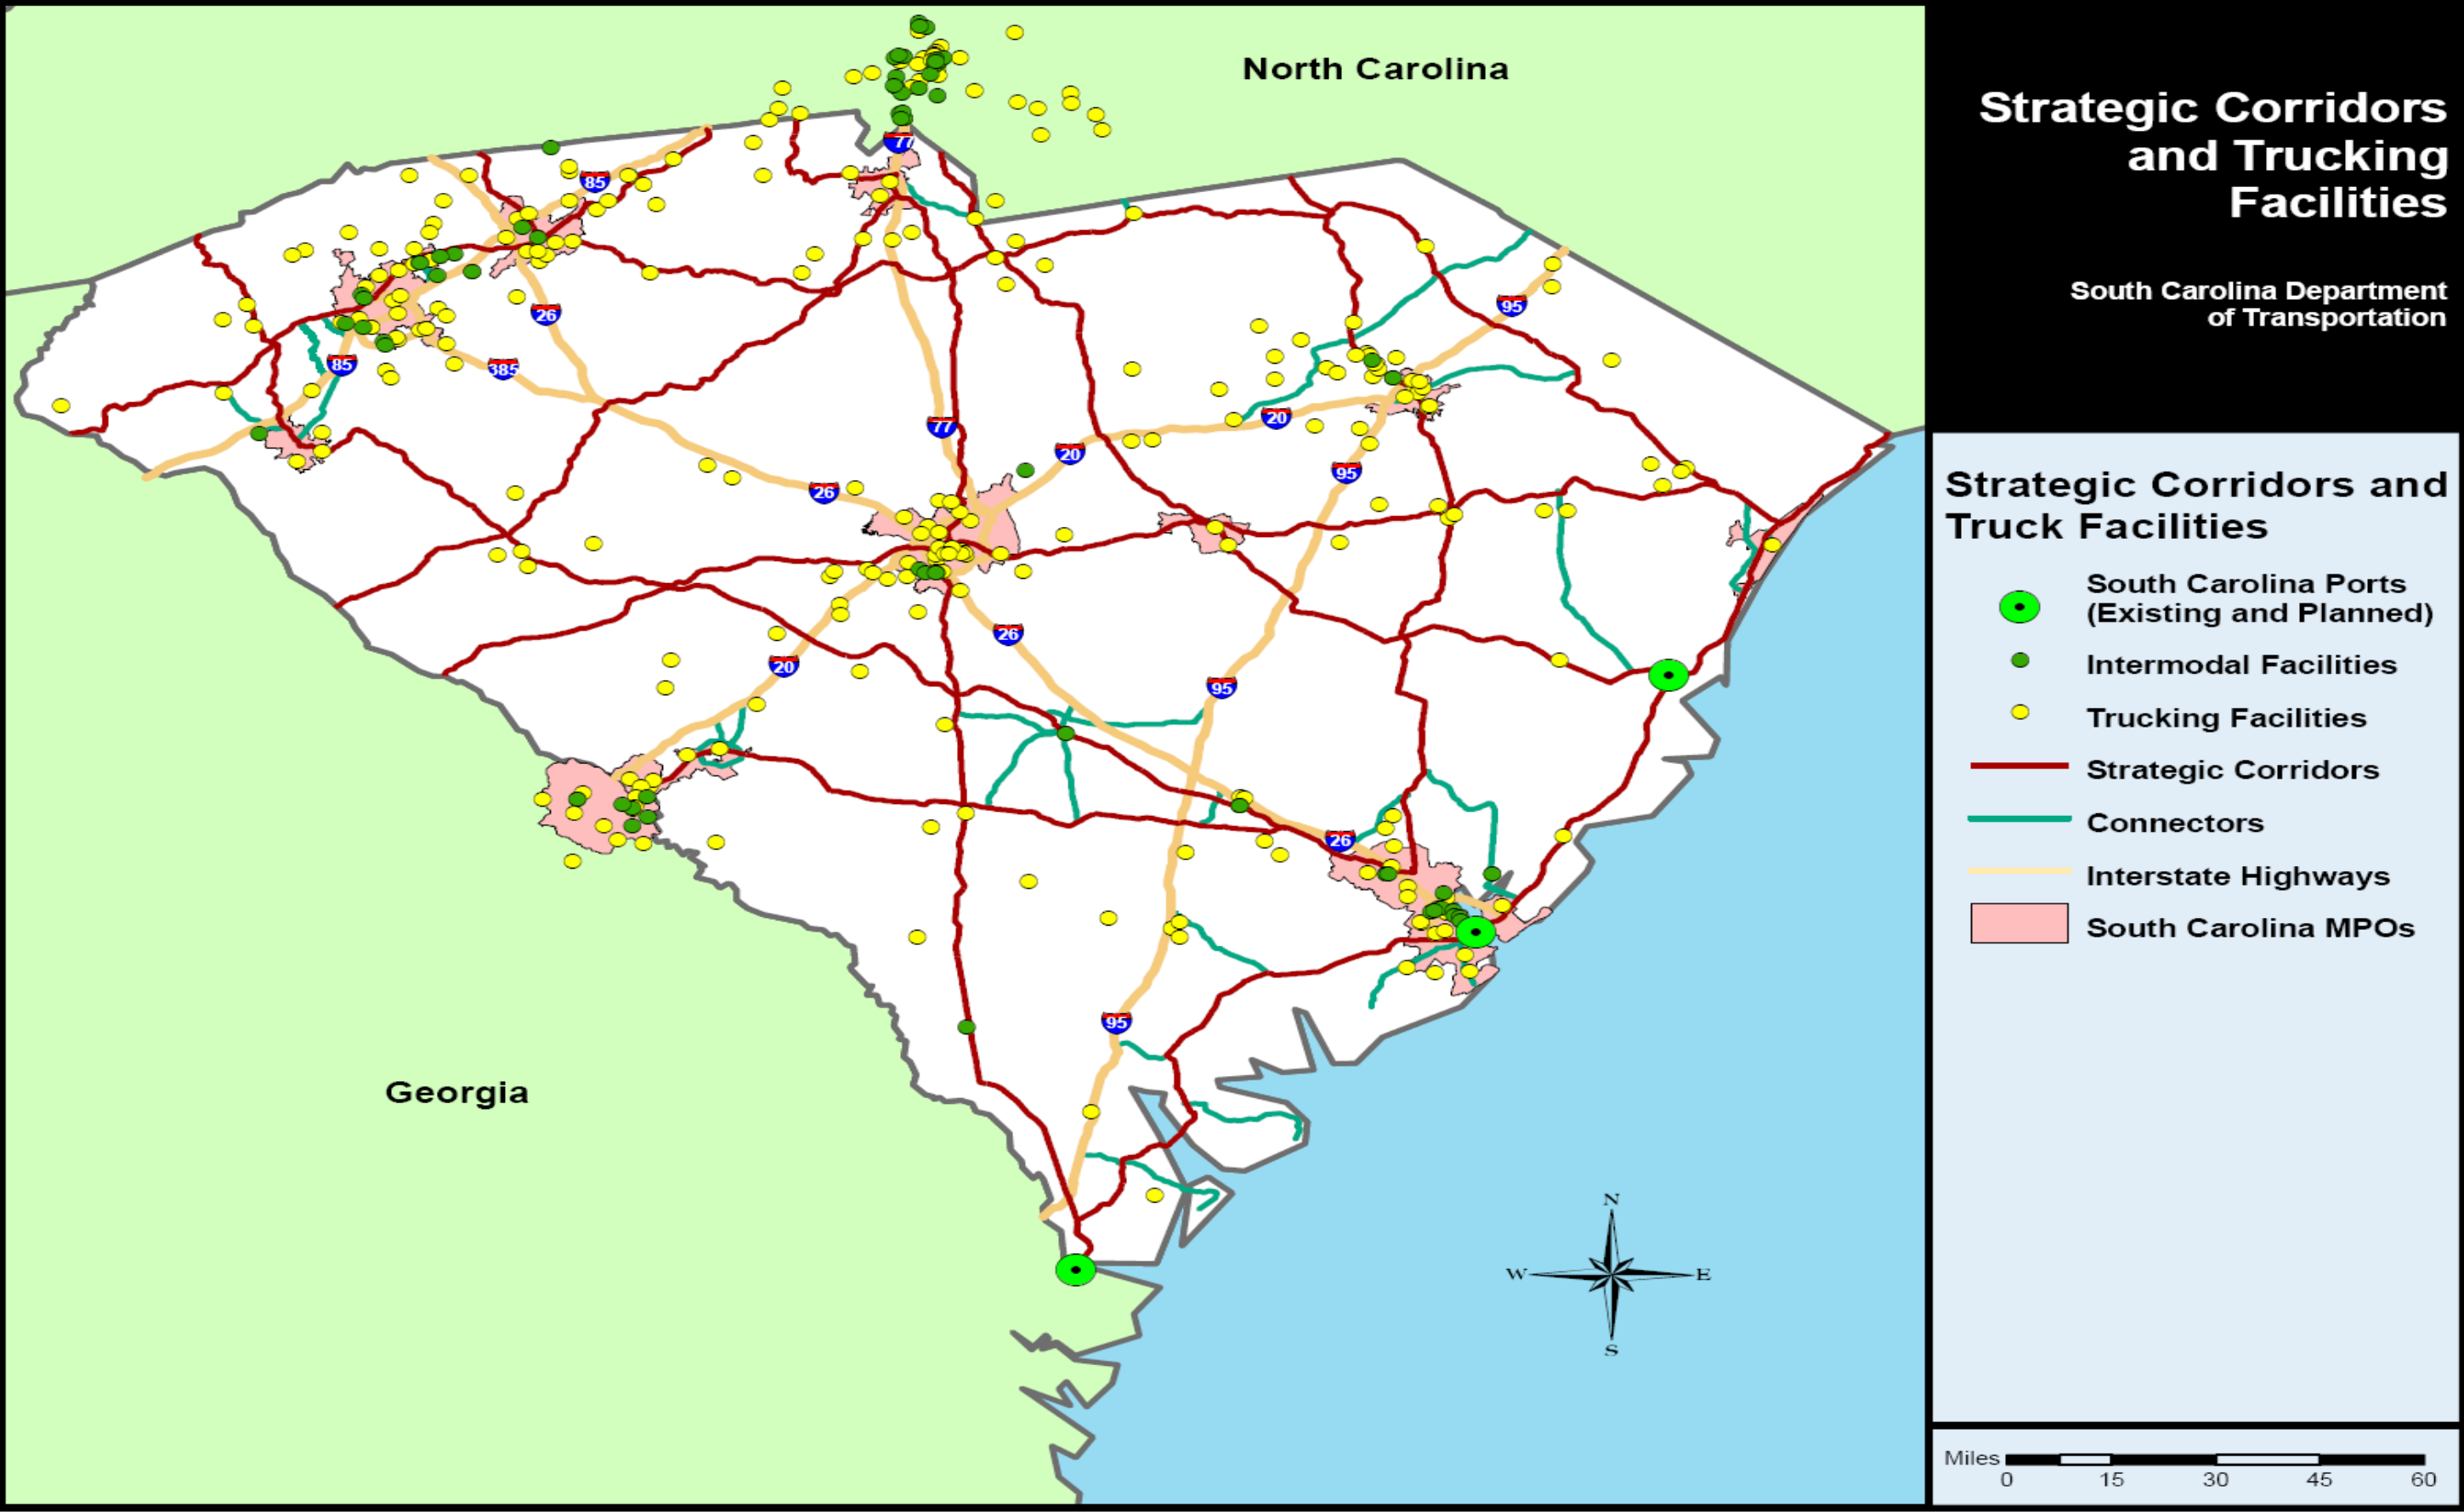 North Carolina
77
85
26
95
85
385
77
20
20
95
26
26
20
95
26
95
Georgia
N
W
E
S
Strategic Corridors
and Trucking
Facilities
South Carolina Department
of Transportation
Strategic Corridors and
Truck Facilities
South Carolina Ports
(Existing and Planned)
Intermodal Facilities
Trucking Facilities
Strategic Corridors
Connectors
Interstate Highways
South Carolina MPOs
Miles
0 15 30 45 60